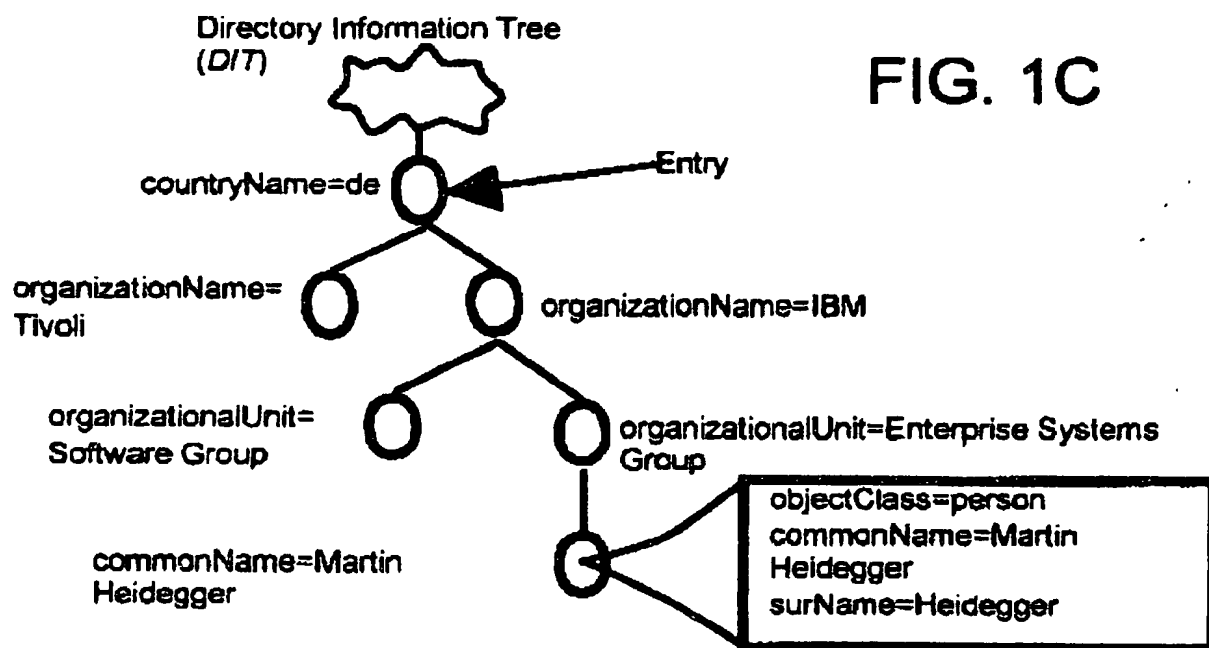 Directory Information Tree
(DIT)
FIG. 1C
Entry
countryName=de
organizationName=
Tivoli
organizationName=IBM
organizationalUnit=
Software Group
organizationalUnit=Enterprise Systems
Group
commonName=Martin
Heidegger
objectClass=person
commonName=Martin
Heidegger
surName=Heidegger